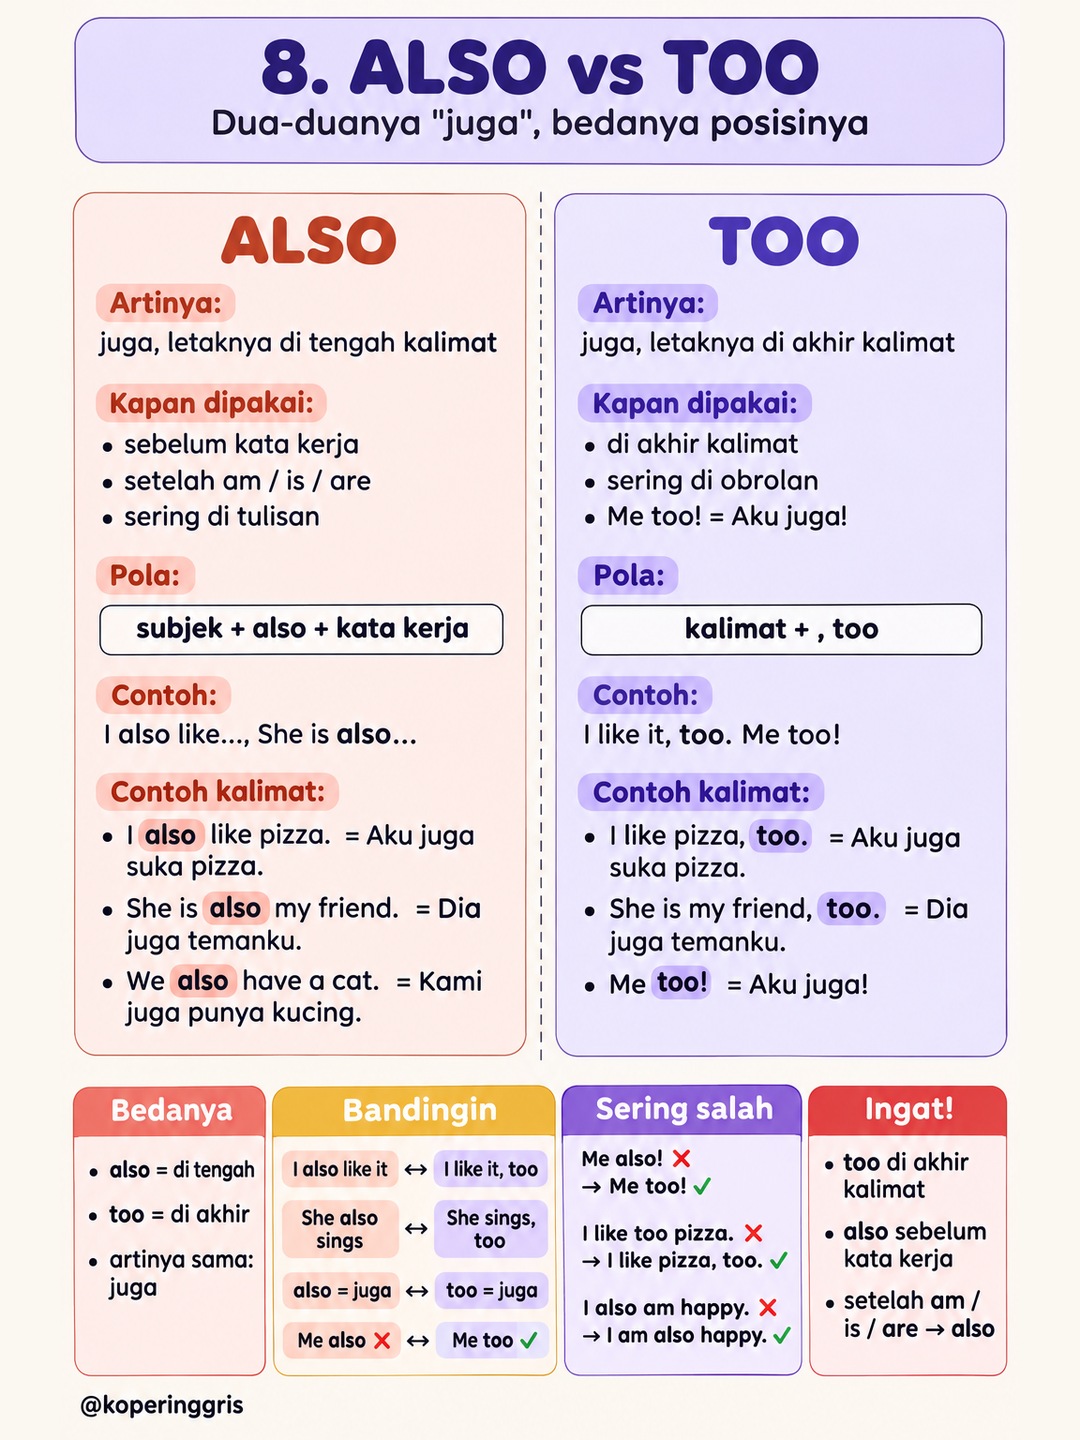 8. ALSO vs TOO
Dua-duanya "juga", bedanya posisinya
ALSO
Artinya:
juga, letaknya di tengah kalimat
Kapan dipakai:
• sebelum kata kerja
• setelah am / is / are
• sering di tulisan
Pola:
subjek + also + kata kerja
Contoh:
I also like..., She is also...
Contoh kalimat:
• I also like pizza. = Aku juga
suka pizza.
• She is also my friend. = Dia
juga temanku.
• We also have a cat. = Kami
juga punya kucing.
TOO
Artinya:
juga, letaknya di akhir kalimat
Kapan dipakai:
• di akhir kalimat
• sering di obrolan
• Me too! = Aku juga!
Pola:
kalimat + , too
Contoh:
I like it, too. Me too!
Contoh kalimat:
• I like pizza, too. = Aku juga
suka pizza.
• She is my friend, too. = Dia
juga temanku.
• Me too! = Aku juga!
Bedanya
• also = di tengah
• too = di akhir
• artinya sama:
juga
Bandingin
I also like it ↔ I like it, too
She also
sings ↔ She sings,
too
also = juga ↔ too = juga
Me also ❌ ↔ Me too ✓
Sering salah
Me also! ❌
→ Me too! ✓
I like too pizza. ❌
→ I like pizza, too. ✓
I also am happy. ❌
→ I am also happy. ✓
Ingat!
• too di akhir
kalimat
• also sebelum
kata kerja
• setelah am /
is / are → also
@koperinggris